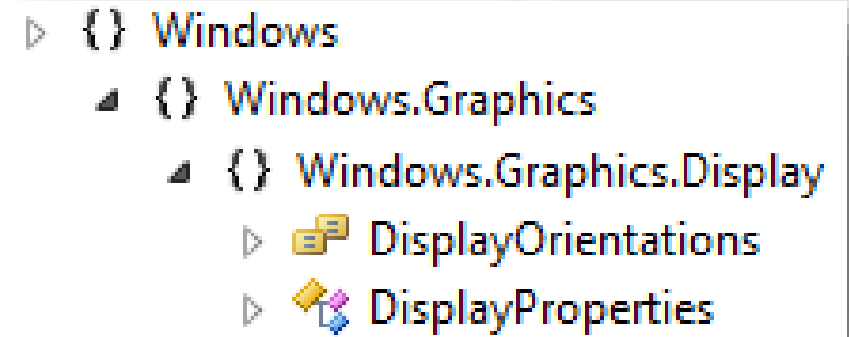 {} Windows
{} Windows.Graphics
{} Windows.Graphics.Display
DisplayOrientations
DisplayProperties